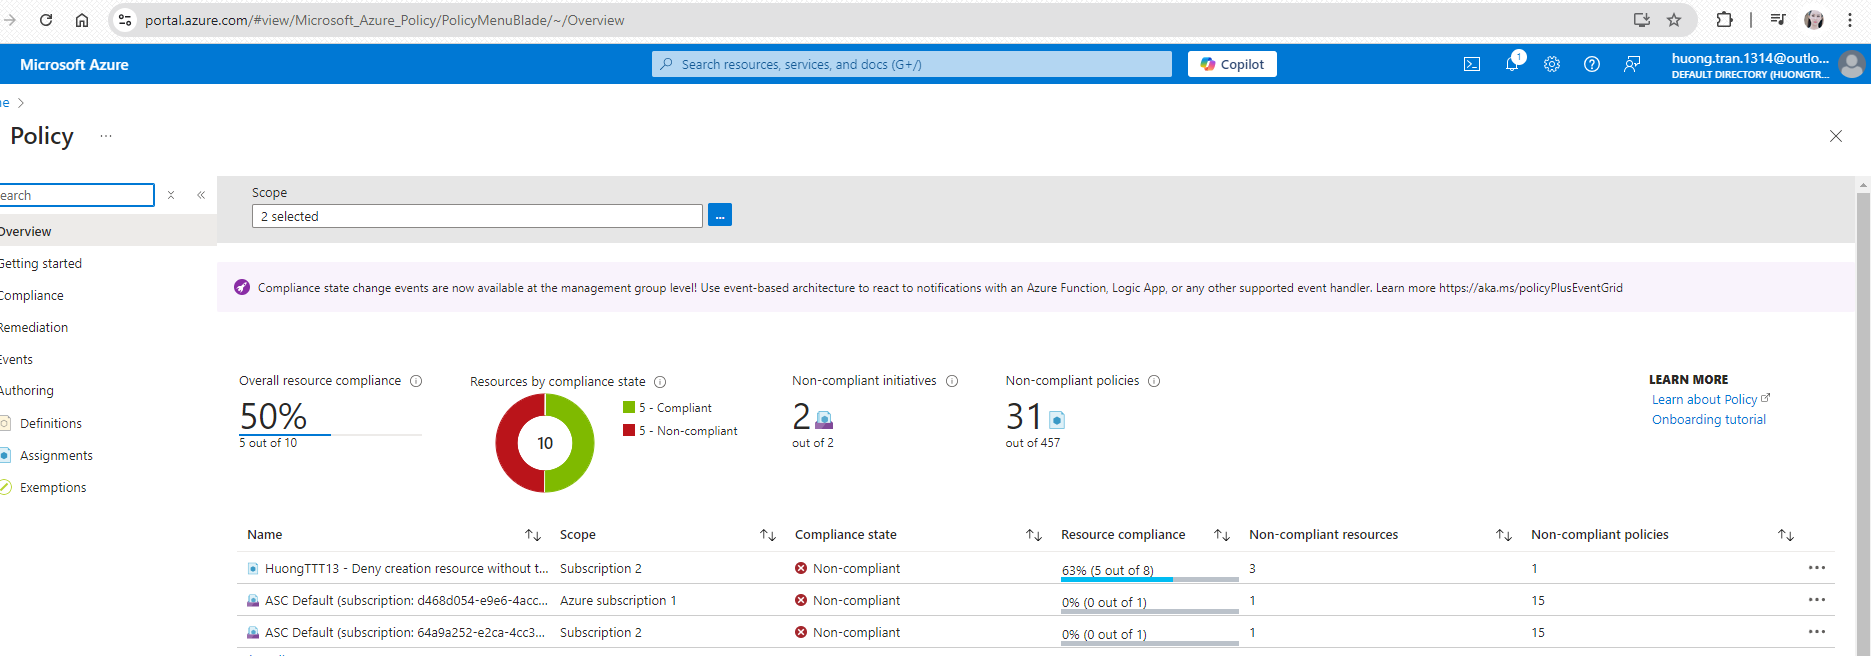 portal.azure.com/#view/Microsoft_Azure_Policy/PolicyMenuBlade/~/Overview
Microsoft Azure
Search resources, services, and docs (G+/)
Copilot
1
huong.tran.1314@outlo...
DEFAULT DIRECTORY (HUONGTR...
ne
Policy
earch
Overview
Getting started
Compliance
Remediation
Events
Authoring
Definitions
Assignments
Exemptions
Scope
2 selected
...
Compliance state change events are now available at the management group level! Use event-based architecture to react to notifications with an Azure Function, Logic App, or any other supported event handler. Learn more https://aka.ms/policyPlusEventGrid
Overall resource compliance
50%
5 out of 10
Resources by compliance state
10
5 - Compliant
5 - Non-compliant
Non-compliant initiatives
2
out of 2
Non-compliant policies
31
out of 457
LEARN MORE
Learn about Policy
Onboarding tutorial
Name Scope Compliance state Resource compliance Non-compliant resources Non-compliant policies
HuongTTT13 - Deny creation resource without t... Subscription 2 Non-compliant 63% (5 out of 8) 3 1
ASC Default (subscription: d468d054-e9e6-4acc... Azure subscription 1 Non-compliant 0% (0 out of 1) 1 15
ASC Default (subscription: 64a9a252-e2ca-4cc3... Subscription 2 Non-compliant 0% (0 out of 1) 1 15